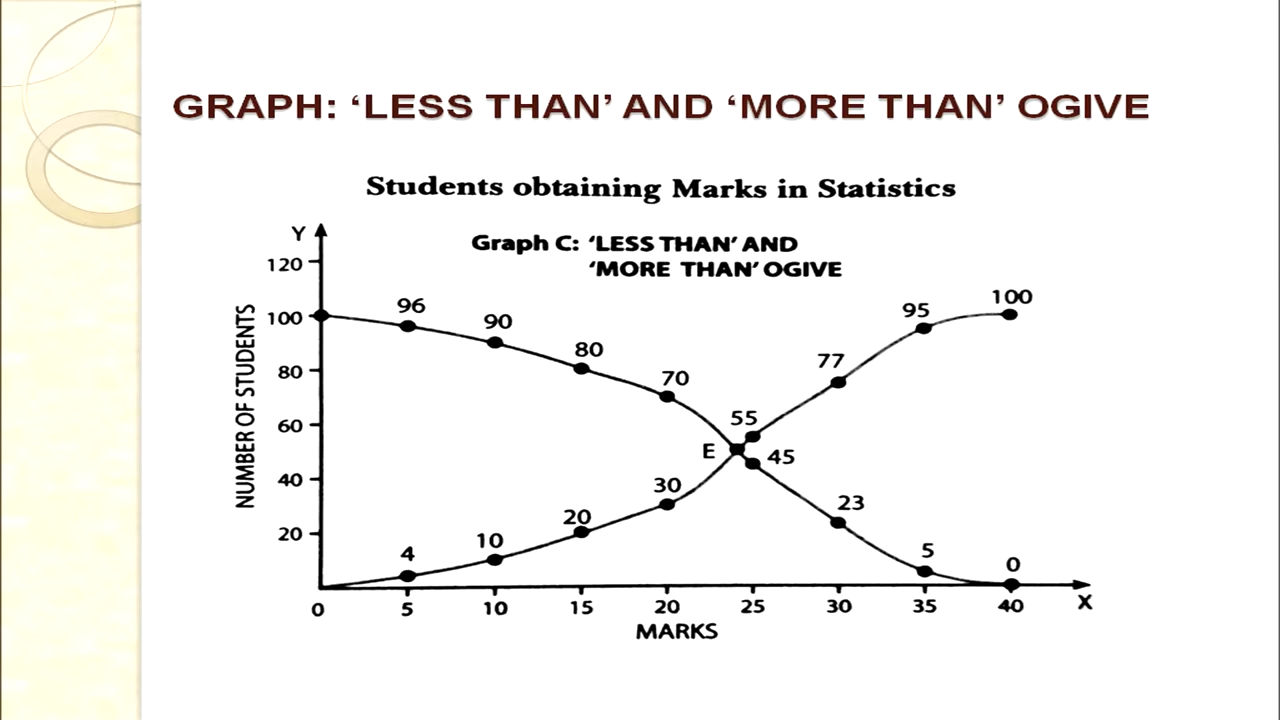 GRAPH: ‘LESS THAN’ AND ‘MORE THAN’ OGIVE
Students obtaining Marks in Statistics
Graph C: ‘LESS THAN’ AND
‘MORE THAN’ OGIVE
Y
120
100
80
60
40
20
NUMBER OF STUDENTS
96
90
80
70
55
45
E
77
95
100
30
20
10
4
23
5
0
0 5 10 15 20 25 30 35 40 X
MARKS